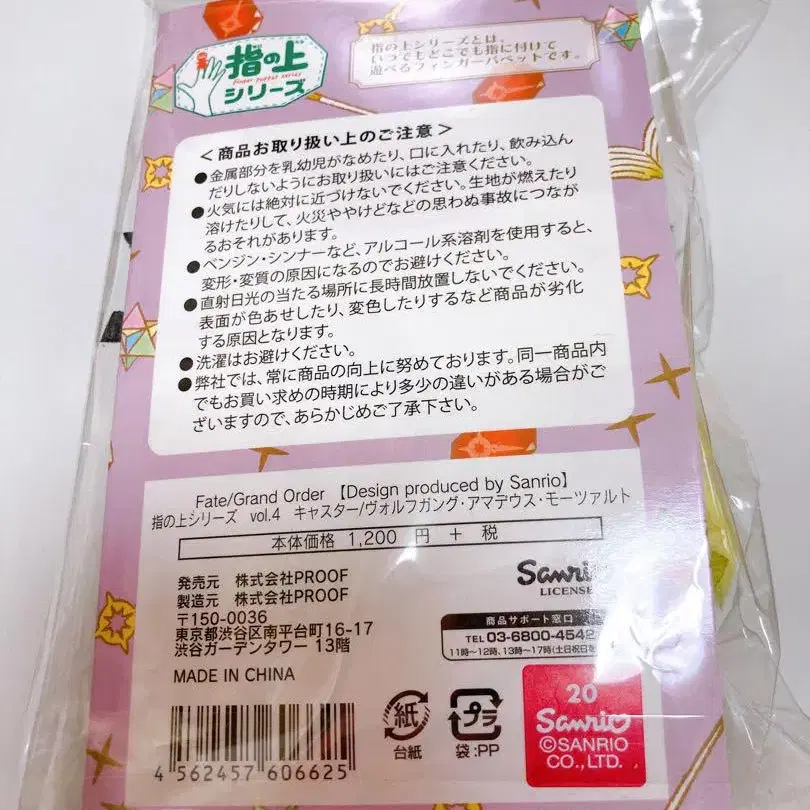 指の上
Finger Puppet series
シリーズ
指の上シリーズとは、
いつでもどこでも指に付けて
遊べるフィンガーパペットです。
＜商品お取り扱い上のご注意＞
●金属部分を乳幼児がなめたり、口に入れたり、飲み込ん
だりしないようにお取り扱いにはご注意ください。
●火気には絶対に近づけないでください。生地が燃えたり
溶けたりして、火災ややけどなどの思わぬ事故につなが
るおそれがあります。
●ベンジン・シンナーなど、アルコール系溶剤を使用すると、
変形・変質の原因になるのでお避けください。
●直射日光の当たる場所に長時間放置しないでください。
表面が色あせしたり、変色したりするなど商品が劣化
する原因となります。
●洗濯はお避けください。
●弊社では、常に商品の向上に努めております。同一商品内
でもお買い求めの時期により多少の違いがある場合がご
ざいますので、あらかじめご了承下さい。
Fate/Grand Order 【Design produced by Sanrio】
指の上シリーズ vol.4 キャスター/ヴォルフガング・アマデウス・モーツァルト
本体価格 1,200 円 + 税
発売元 株式会社PROOF
製造元 株式会社PROOF
〒150-0036
東京都渋谷区南平台町16-17
渋谷ガーデンタワー 13階
MADE IN CHINA
Sanri
LICENSE
商品サポート窓口
TEL 03-6800-4542
11時～12時、13時～17時(土日祝日を
4 562457 606625
紙
台紙
プラ
袋:PP
20
Sanrio
©SANRIO
CO.,LTD.